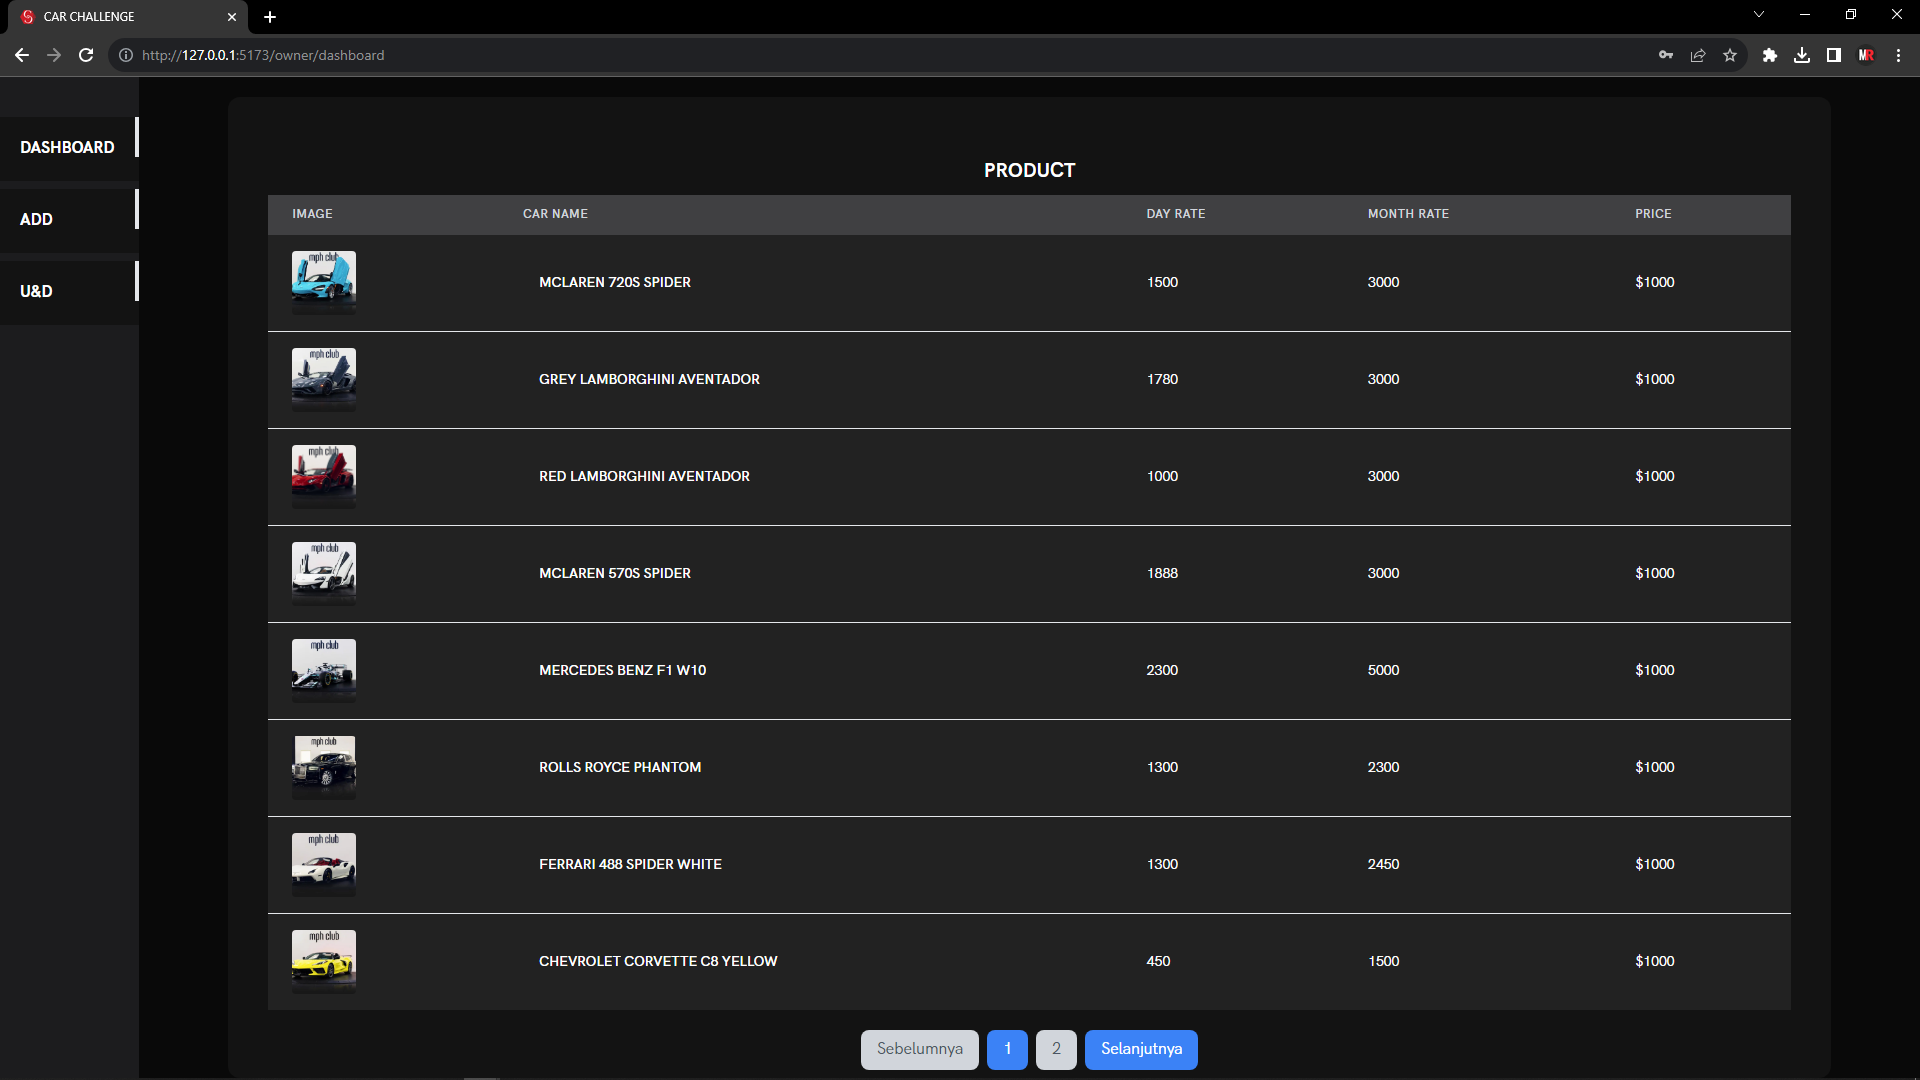 CAR CHALLENGE
http://127.0.0.1:5173/owner/dashboard
MR
DASHBOARD
ADD
U&D
PRODUCT
IMAGE CAR NAME DAY RATE MONTH RATE PRICE
mph club
MCLAREN 720S SPIDER 1500 3000 $1000
mph club
GREY LAMBORGHINI AVENTADOR 1780 3000 $1000
mph club
RED LAMBORGHINI AVENTADOR 1000 3000 $1000
mph club
MCLAREN 570S SPIDER 1888 3000 $1000
mph club
MERCEDES BENZ F1 W10 2300 5000 $1000
mph club
ROLLS ROYCE PHANTOM 1300 2300 $1000
mph club
FERRARI 488 SPIDER WHITE 1300 2450 $1000
mph club
CHEVROLET CORVETTE C8 YELLOW 450 1500 $1000
Sebelumnya 1 2 Selanjutnya